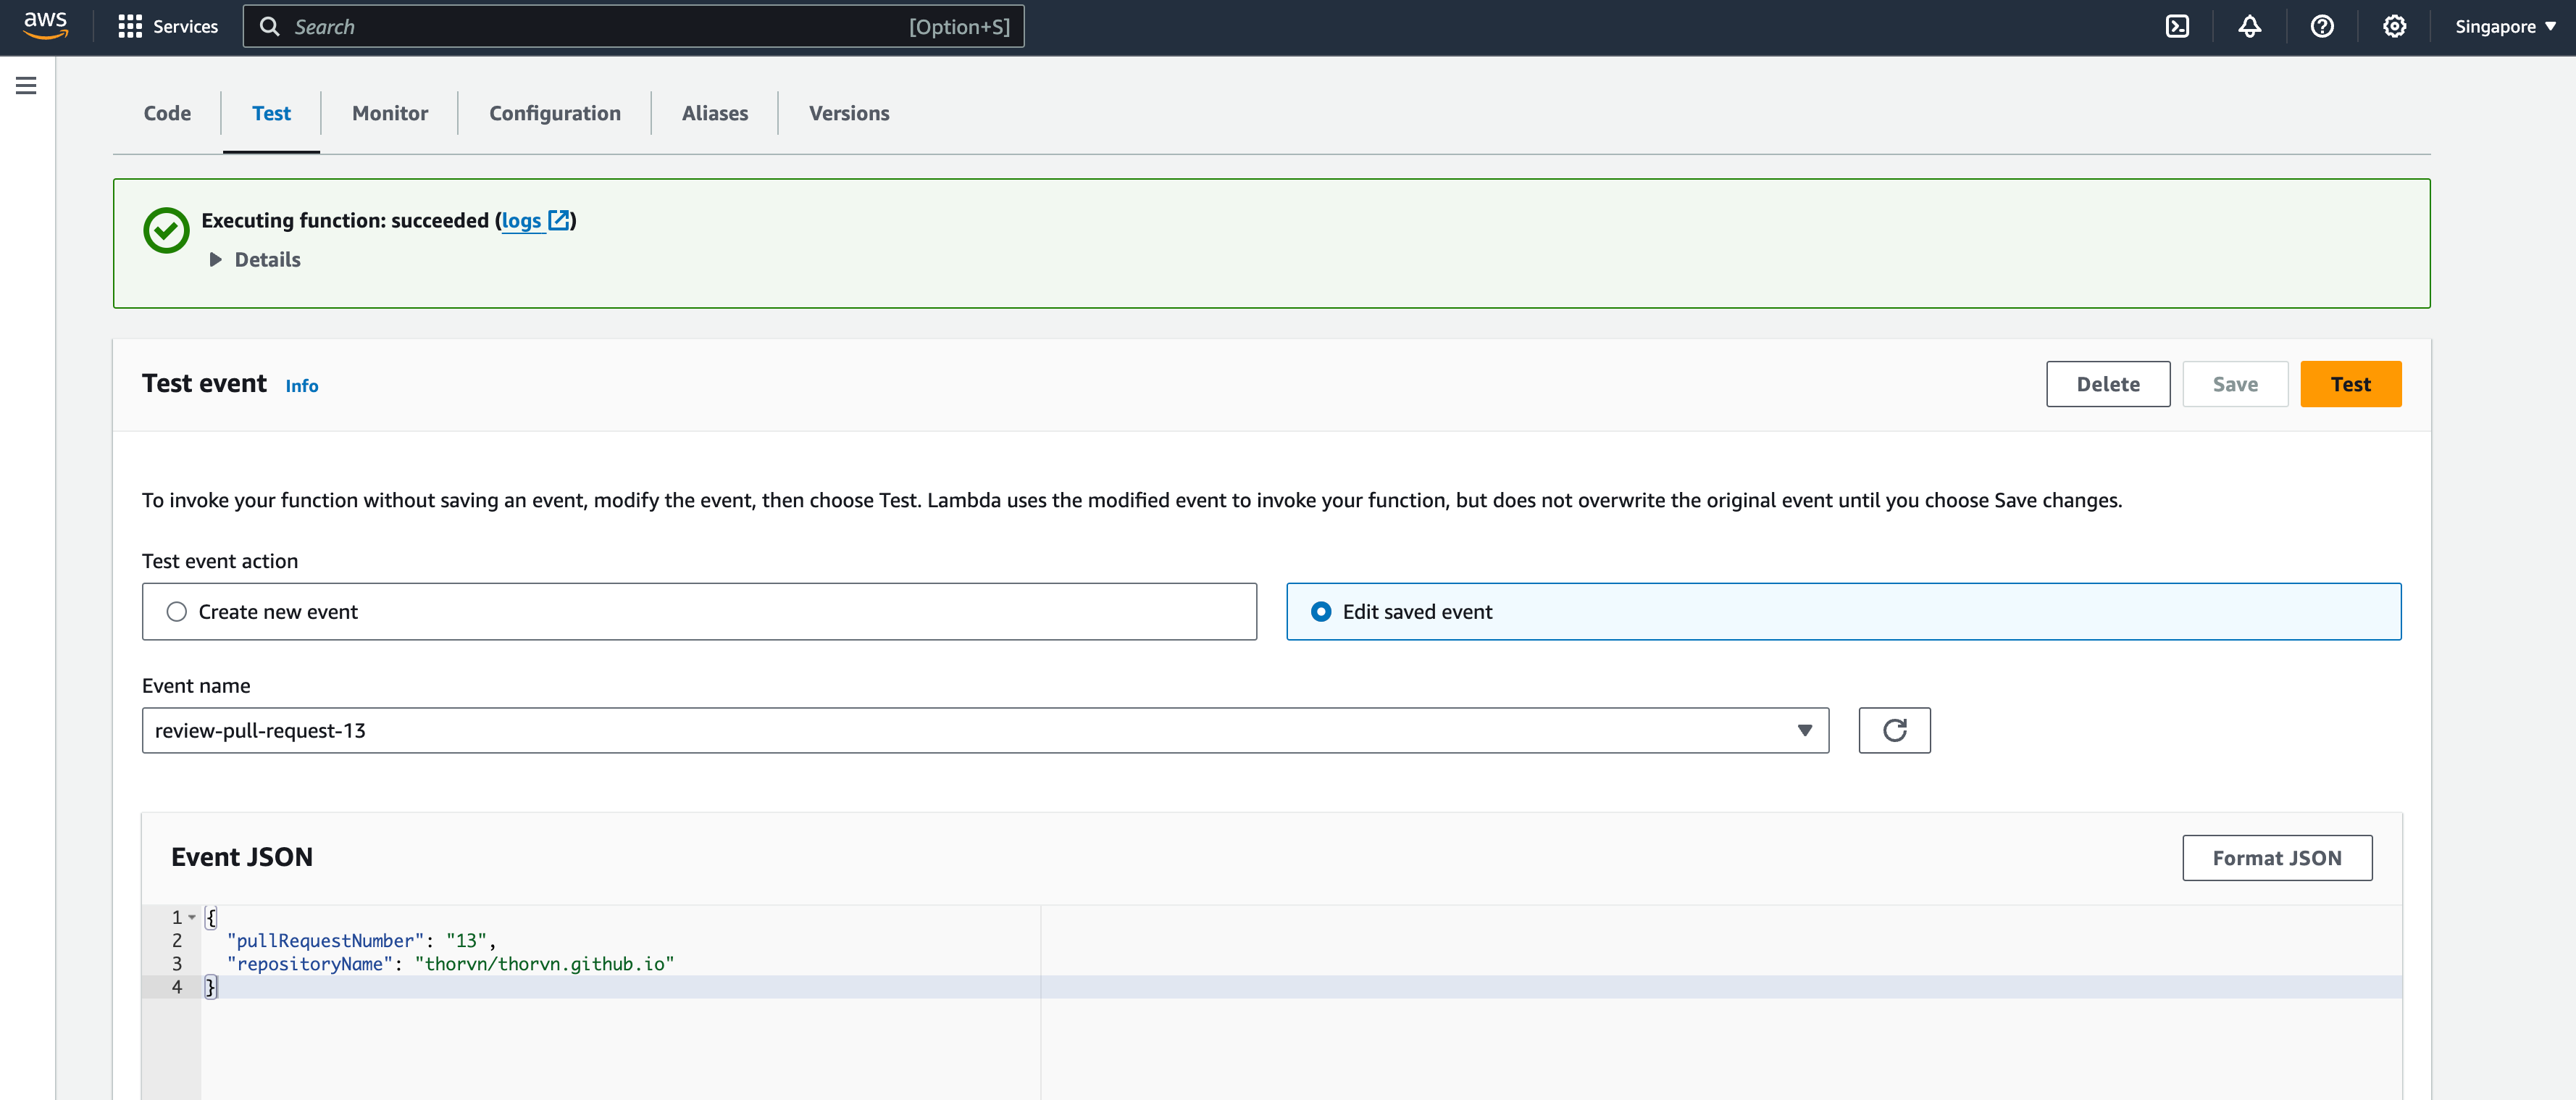 aws Services Search [Option+S] Singapore
Code Test Monitor Configuration Aliases Versions
Executing function: succeeded (logs)
Details
Test event Info Delete Save Test
To invoke your function without saving an event, modify the event, then choose Test. Lambda uses the modified event to invoke your function, but does not overwrite the original event until you choose Save changes.
Test event action
Create new event Edit saved event
Event name
review-pull-request-13
Event JSON Format JSON
1 {
2 "pullRequestNumber": "13",
3 "repositoryName": "thorvn/thorvn.github.io"
4 }